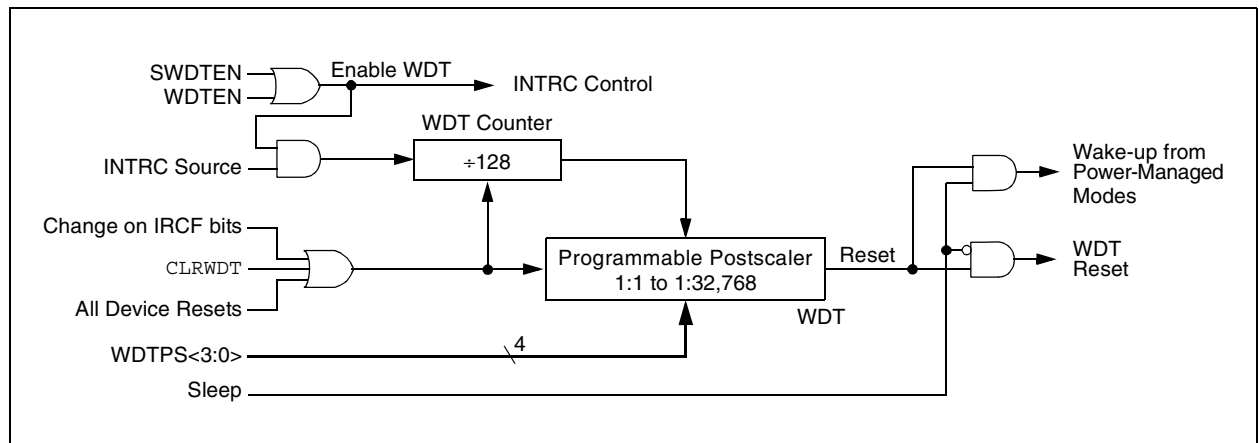 SWDTEN
WDTEN
Enable WDT
INTRC Control
WDT Counter
÷128
INTRC Source
Wake-up from
Power-Managed
Modes
Change on IRCF bits
CLRWDT
All Device Resets
Programmable Postscaler
1:1 to 1:32,768
Reset
WDT
Reset
WDT
WDTPS<3:0>
4
Sleep